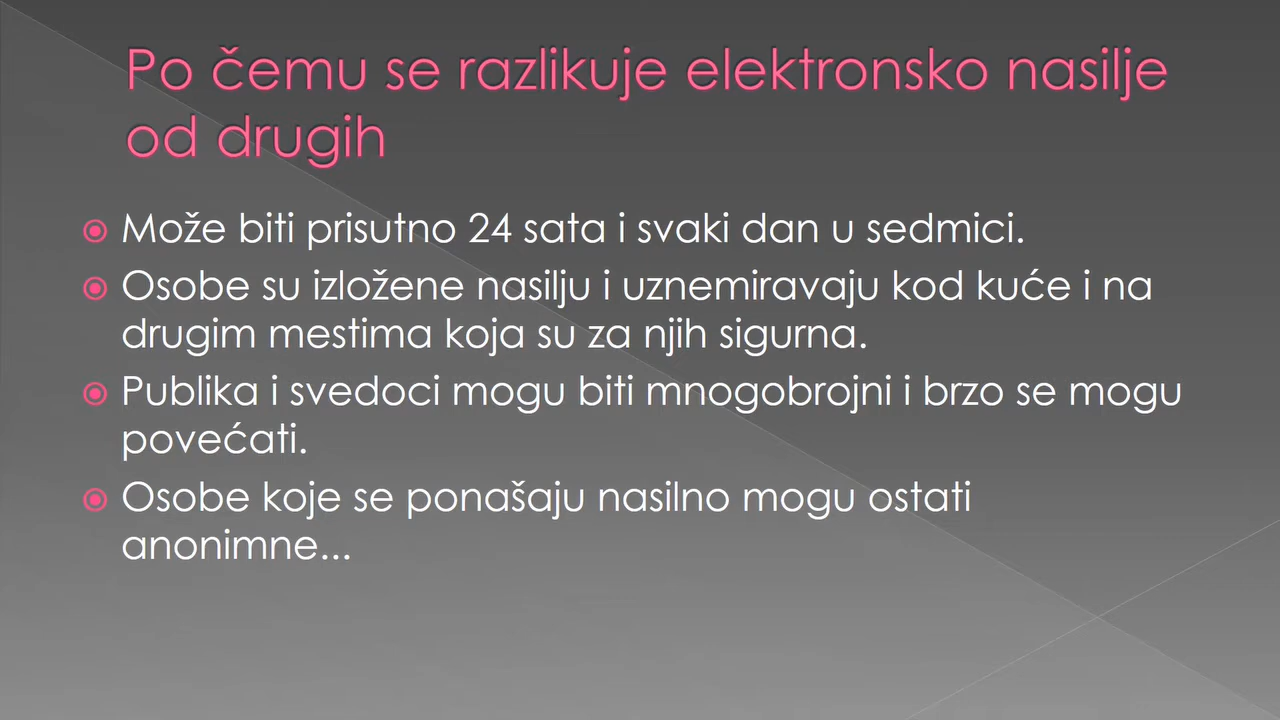 Po čemu se razlikuje elektronsko nasilje
od drugih
Može biti prisutno 24 sata i svaki dan u sedmici.
Osobe su izložene nasilju i uznemiravaju kod kuće i na
drugim mestima koja su za njih sigurna.
Publika i svedoci mogu biti mnogobrojni i brzo se mogu
povećati.
Osobe koje se ponašaju nasilno mogu ostati
anonimne...